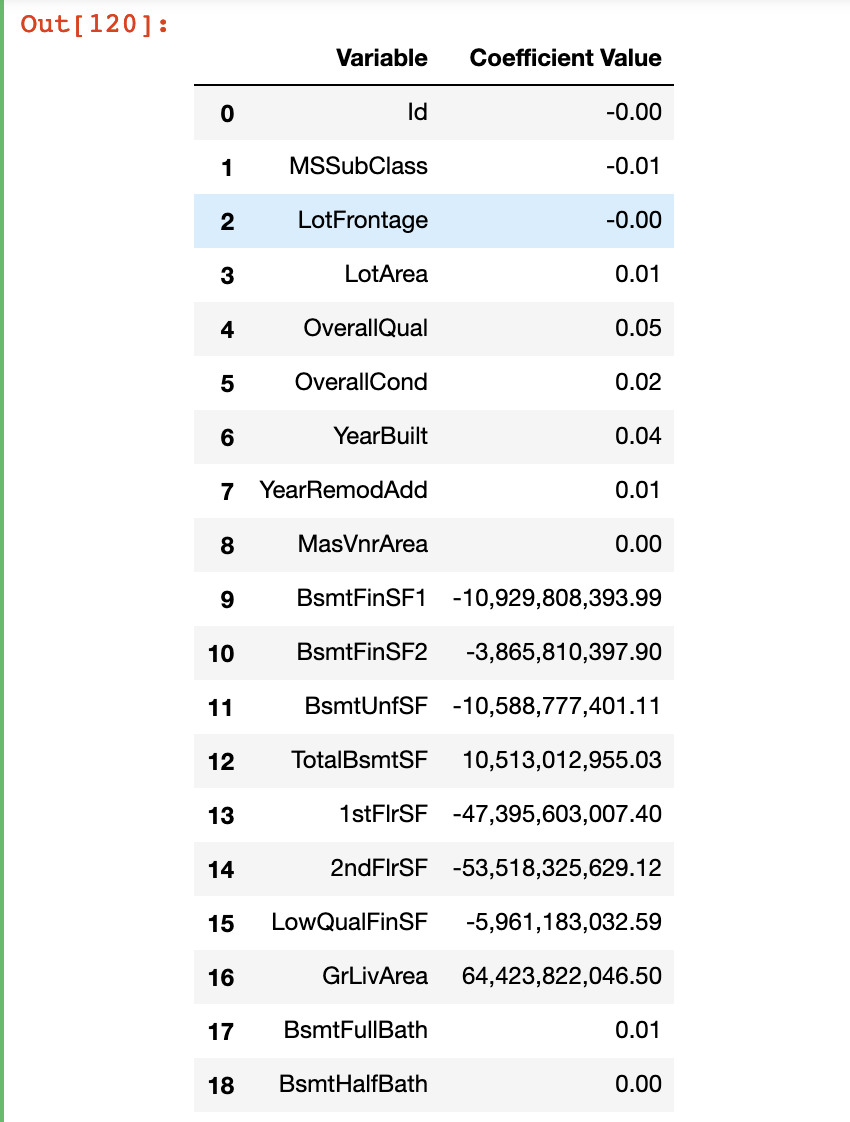 Out[120]:
Variable Coefficient Value
0 Id -0.00
1 MSSubClass -0.01
2 LotFrontage -0.00
3 LotArea 0.01
4 OverallQual 0.05
5 OverallCond 0.02
6 YearBuilt 0.04
7 YearRemodAdd 0.01
8 MasVnrArea 0.00
9 BsmtFinSF1 -10,929,808,393.99
10 BsmtFinSF2 -3,865,810,397.90
11 BsmtUnfSF -10,588,777,401.11
12 TotalBsmtSF 10,513,012,955.03
13 1stFlrSF -47,395,603,007.40
14 2ndFlrSF -53,518,325,629.12
15 LowQualFinSF -5,961,183,032.59
16 GrLivArea 64,423,822,046.50
17 BsmtFullBath 0.01
18 BsmtHalfBath 0.00